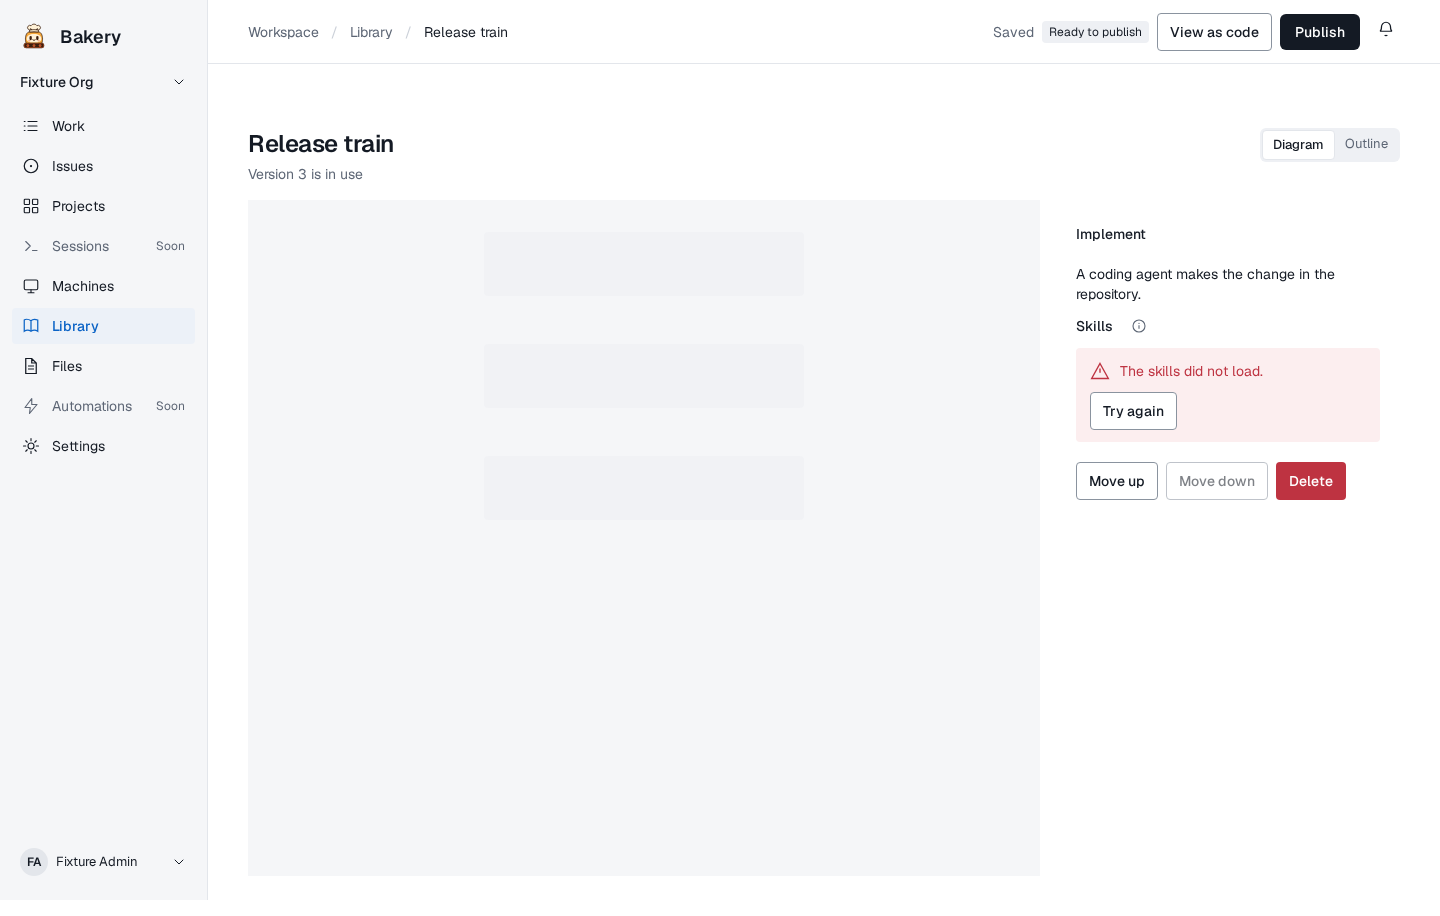 Bakery
Fixture Org
Work
Issues
Projects
Sessions Soon
Machines
Library
Files
Automations Soon
Settings
FA Fixture Admin
Workspace / Library / Release train
Saved Ready to publish View as code Publish
Release train
Version 3 is in use
Diagram Outline
Implement
A coding agent makes the change in the
repository.
Skills
The skills did not load.
Try again
Move up Move down Delete